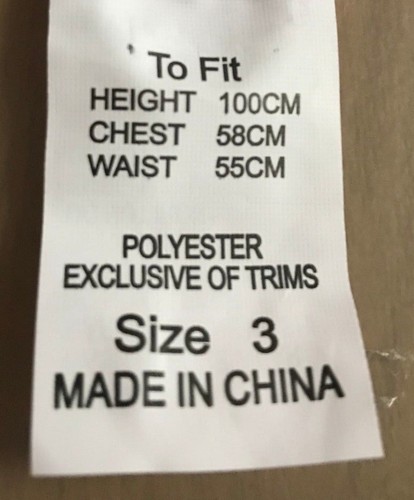 To Fit
HEIGHT 100CM
CHEST 58CM
WAIST 55CM
POLYESTER
EXCLUSIVE OF TRIMS
Size 3
MADE IN CHINA